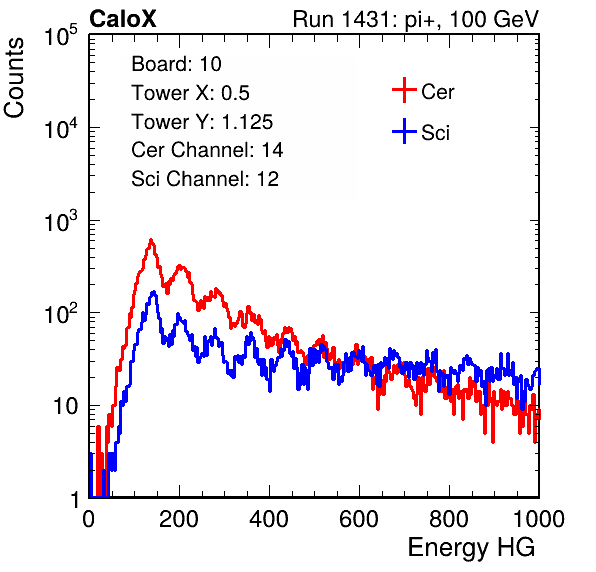 CaloX Run 1431: pi+, 100 GeV
Counts
Board: 10
Tower X: 0.5
Tower Y: 1.125
Cer Channel: 14
Sci Channel: 12
Cer
Sci
10^5
10^4
10^3
10^2
10
1
0 200 400 600 800 1000
Energy HG